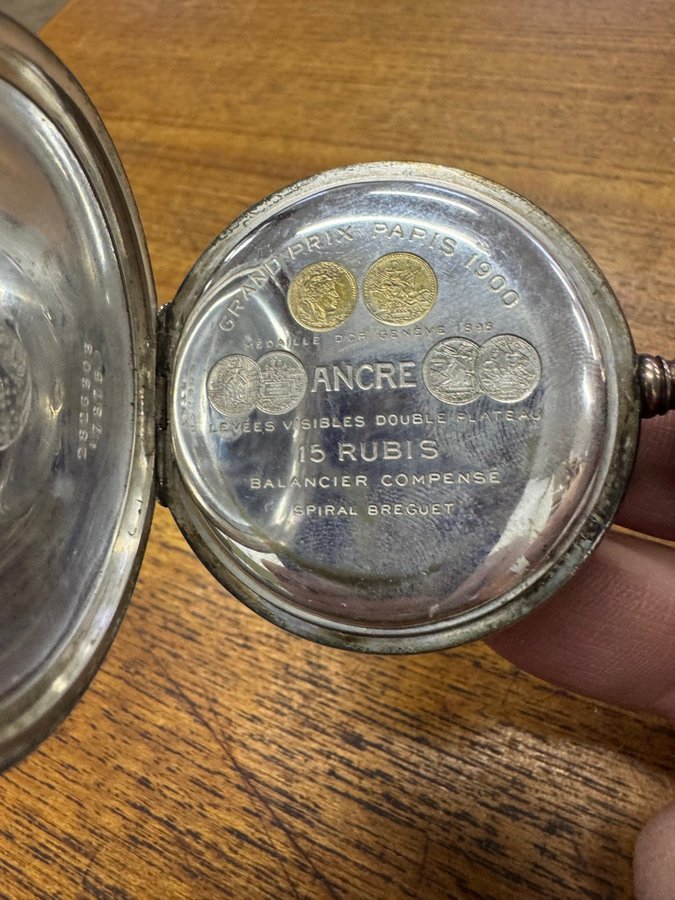 GRAND PRIX PARIS 1900
MÉDAILLE D'OR GENÈVE 1896
ANCRE
LEVÉES VISIBLES DOUBLE PLATEAU
15 RUBIS
BALANCIER COMPENSÉ
SPIRAL BREGUET